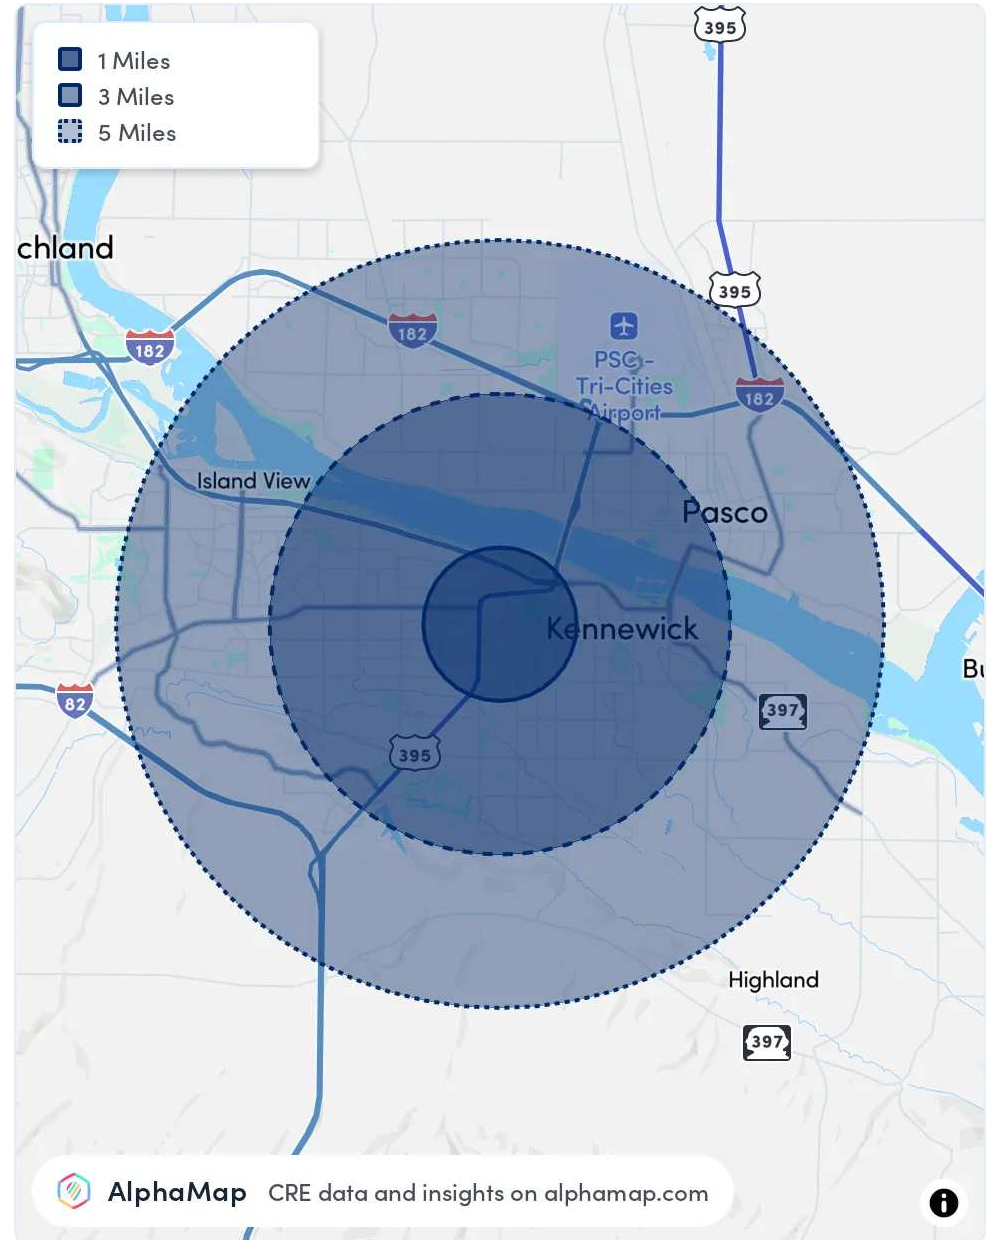 1 Miles
3 Miles
5 Miles
395
chland
395
182
182
PSC -
Tri-Cities
Airport
182
Island View
Pasco
Kennewick
Bu
82
397
395
Highland
397
AlphaMap CRE data and insights on alphamap.com